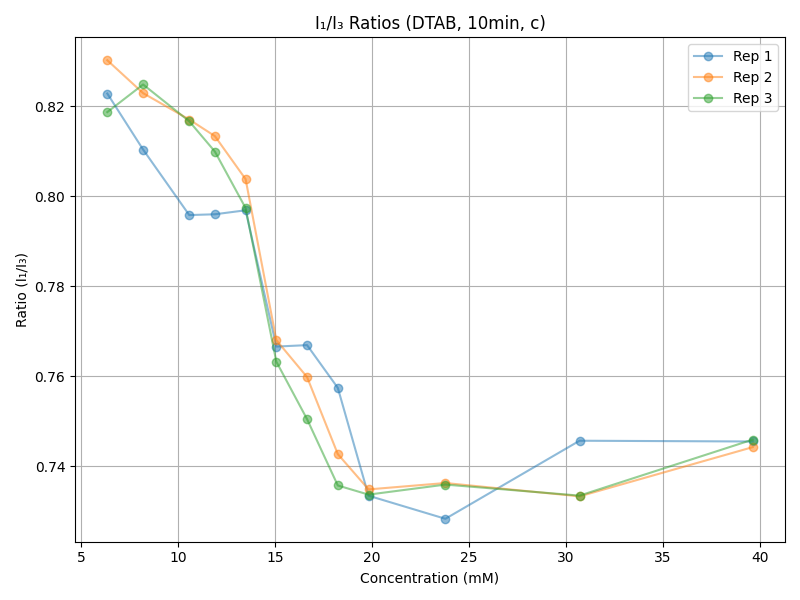 I₁/I₃ Ratios (DTAB, 10min, c)
Rep 1
Rep 2
Rep 3
Ratio (I₁/I₃)
0.82
0.80
0.78
0.76
0.74
5 10 15 20 25 30 35 40
Concentration (mM)